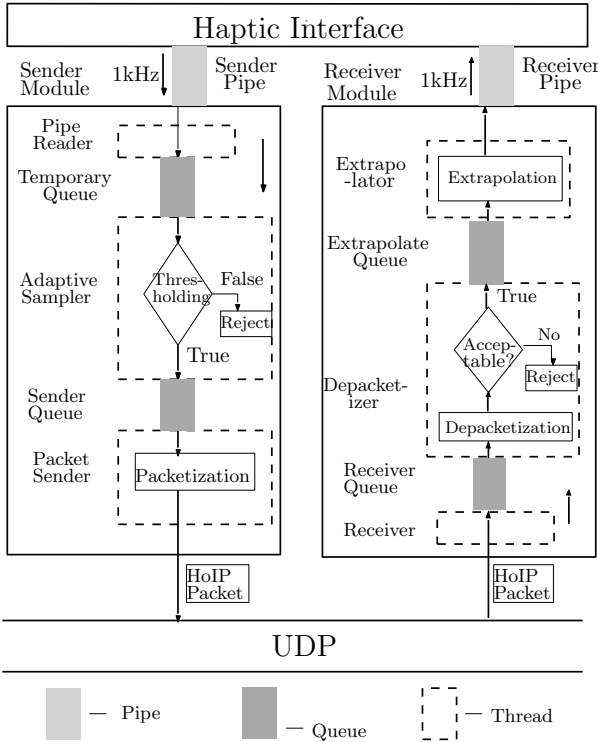 Haptic Interface
Sender
Module
1kHz
Sender
Pipe
Pipe
Reader
Temporary
Queue
Adaptive
Sampler
Thres-
holding
False
Reject
True
Sender
Queue
Packet
Sender
Packetization
HoIP
Packet
Receiver
Module
1kHz
Receiver
Pipe
Extrapo
-lator
Extrapolation
Extrapolate
Queue
True
Accep-
table?
No
Reject
Depacket-
izer
Depacketization
Receiver
Queue
Receiver
HoIP
Packet
UDP
Pipe
Queue
Thread